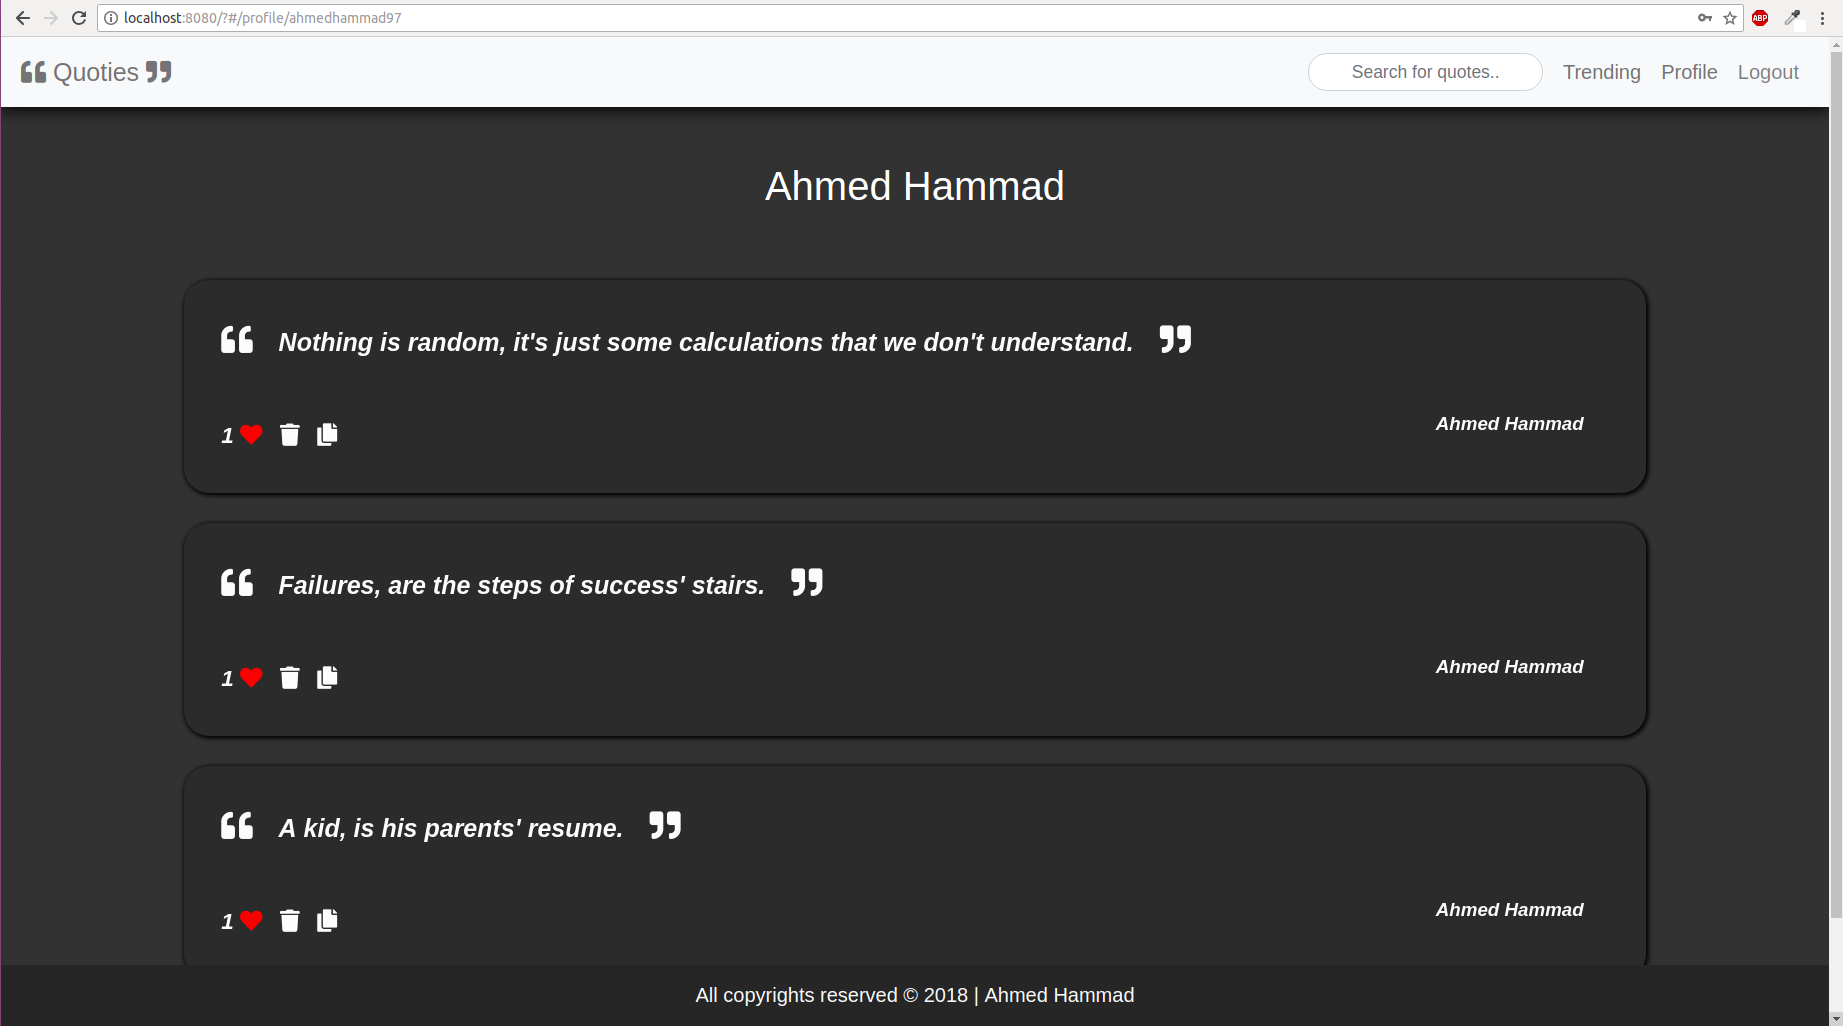 localhost:8080/?#/profile/ahmedhammad97
ABP
Quoties
Search for quotes..
Trending Profile Logout
Ahmed Hammad
Nothing is random, it's just some calculations that we don't understand.
1
Ahmed Hammad
Failures, are the steps of success' stairs.
1
Ahmed Hammad
A kid, is his parents' resume.
1
Ahmed Hammad
All copyrights reserved © 2018 | Ahmed Hammad